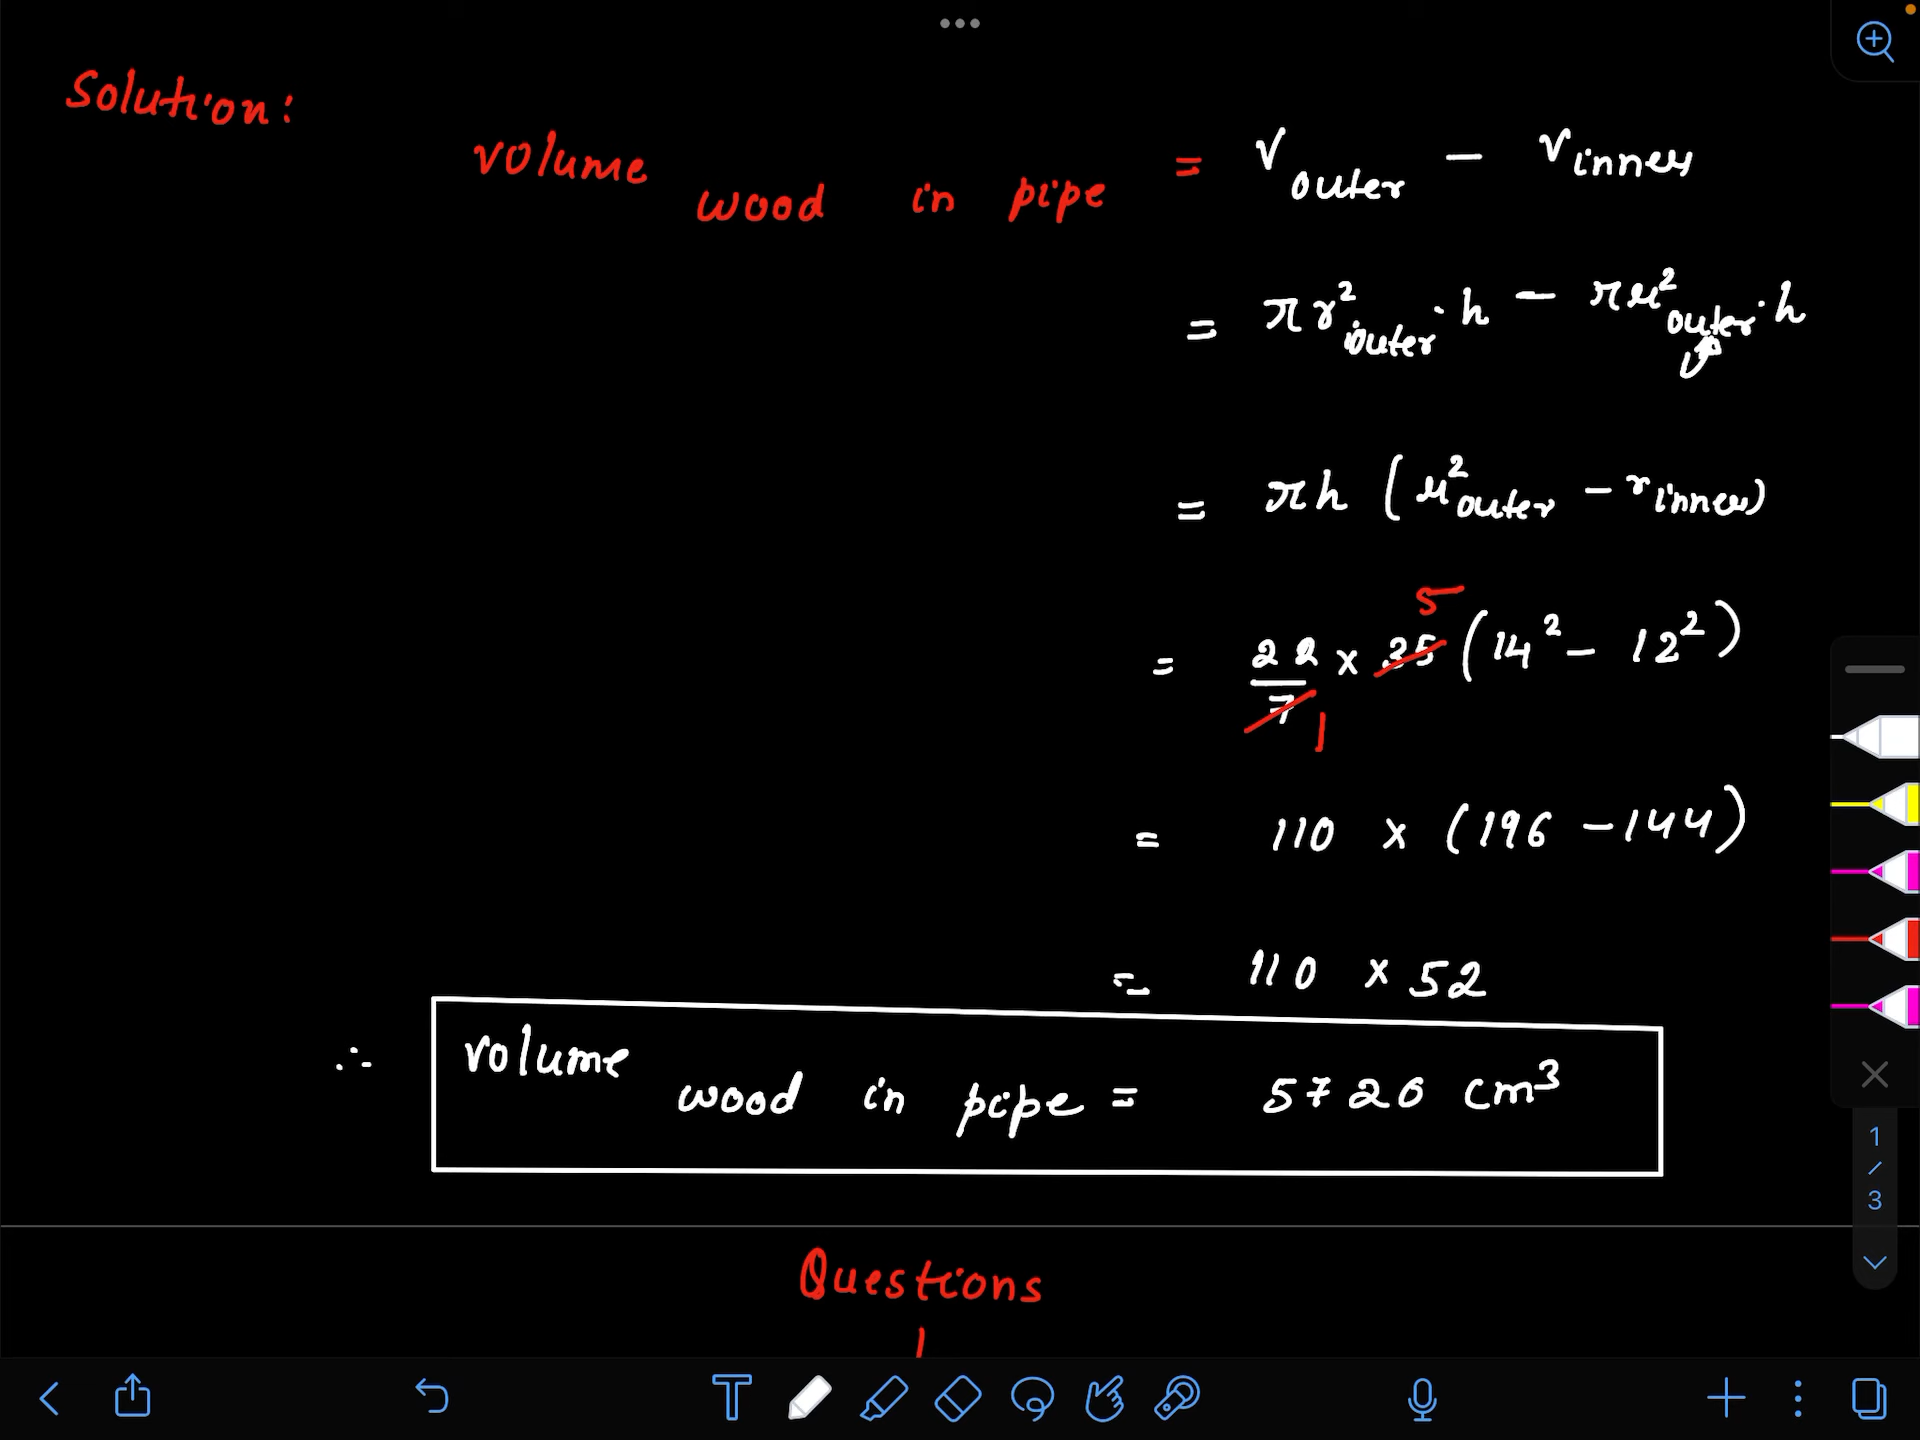 Solution:
Volume wood in pipe = V outer - V inner
= πr² outer · h - πr² outer · h
= πh (r² outer - r inner)
5
= 22/7 × 35 (14² - 12²)
1
= 110 × (196 - 144)
= 110 × 52
∴ Volume wood in pipe = 5720 cm³
1
/
3
Questions
T